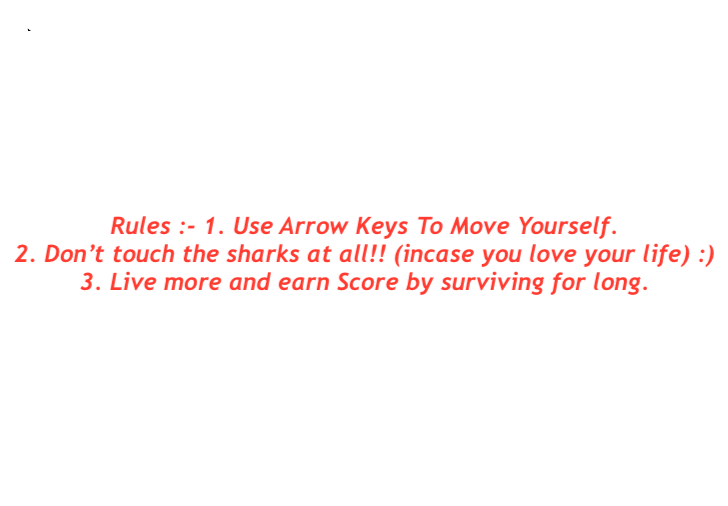 Rules :- 1. Use Arrow Keys To Move Yourself.
2. Don’t touch the sharks at all!! (incase you love your life) :)
3. Live more and earn Score by surviving for long.